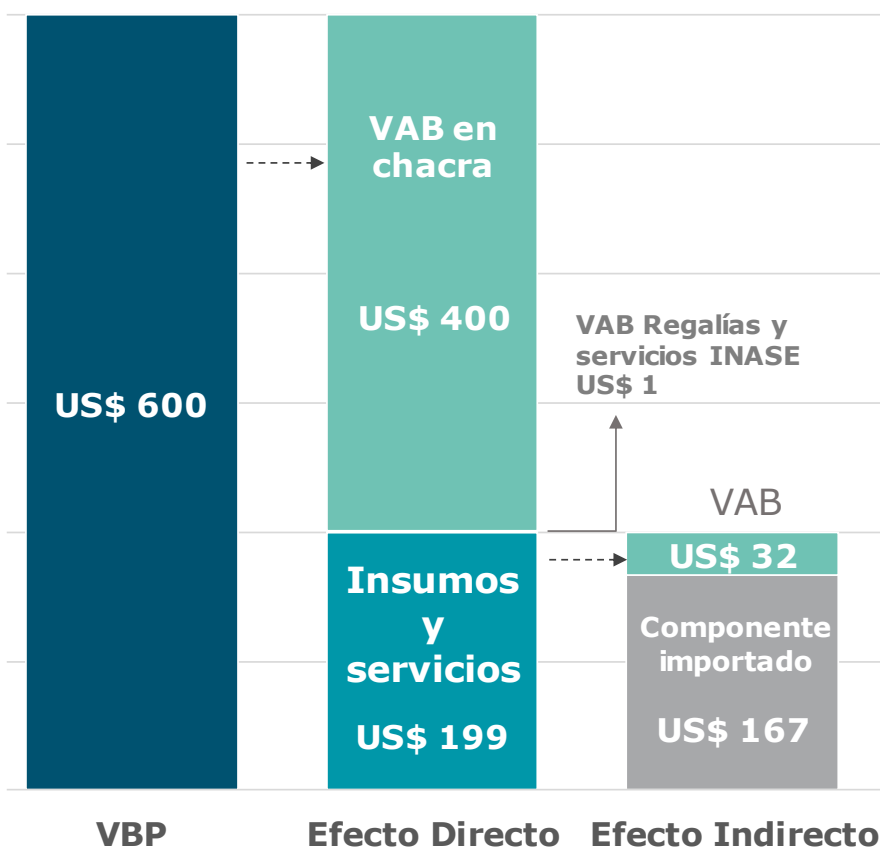 US$ 600
VAB en
chacra
US$ 400
Insumos
y
servicios
US$ 199
VAB Regalías y
servicios INASE
US$ 1
VAB
US$ 32
Componente
importado
US$ 167
VBP
Efecto Directo
Efecto Indirecto